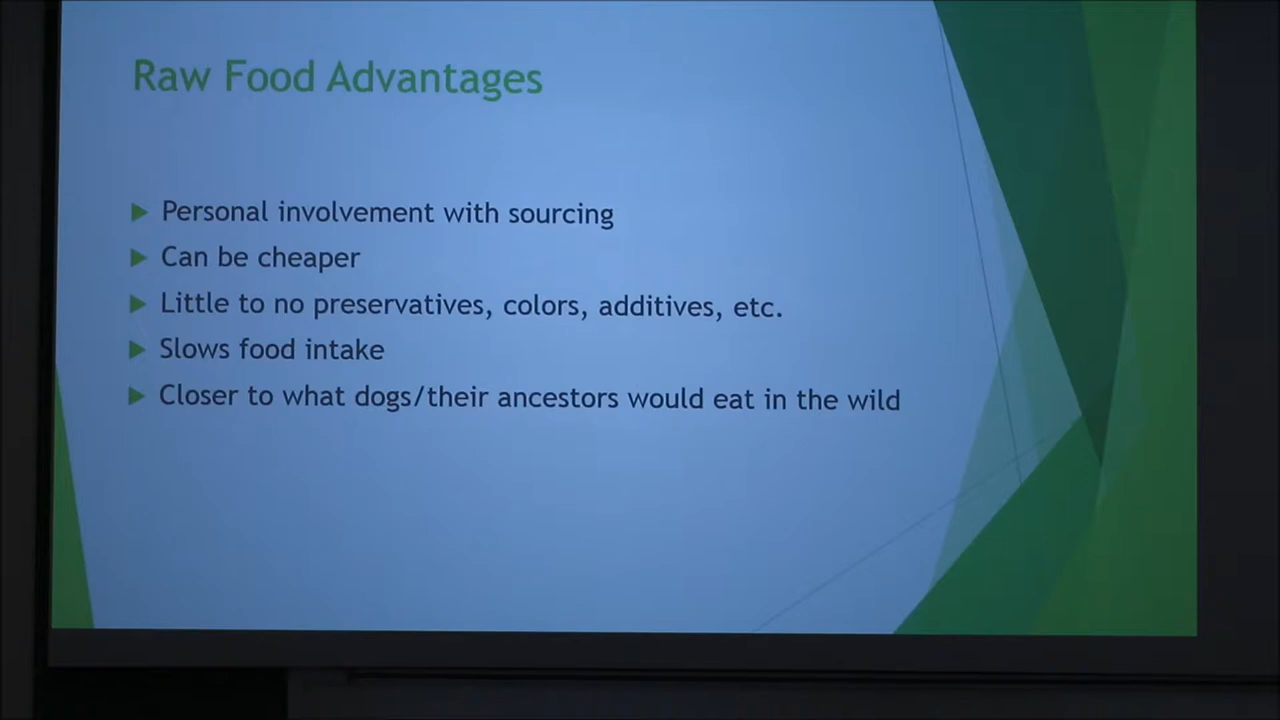 Raw Food Advantages
Personal involvement with sourcing
Can be cheaper
Little to no preservatives, colors, additives, etc.
Slows food intake
Closer to what dogs/their ancestors would eat in the wild